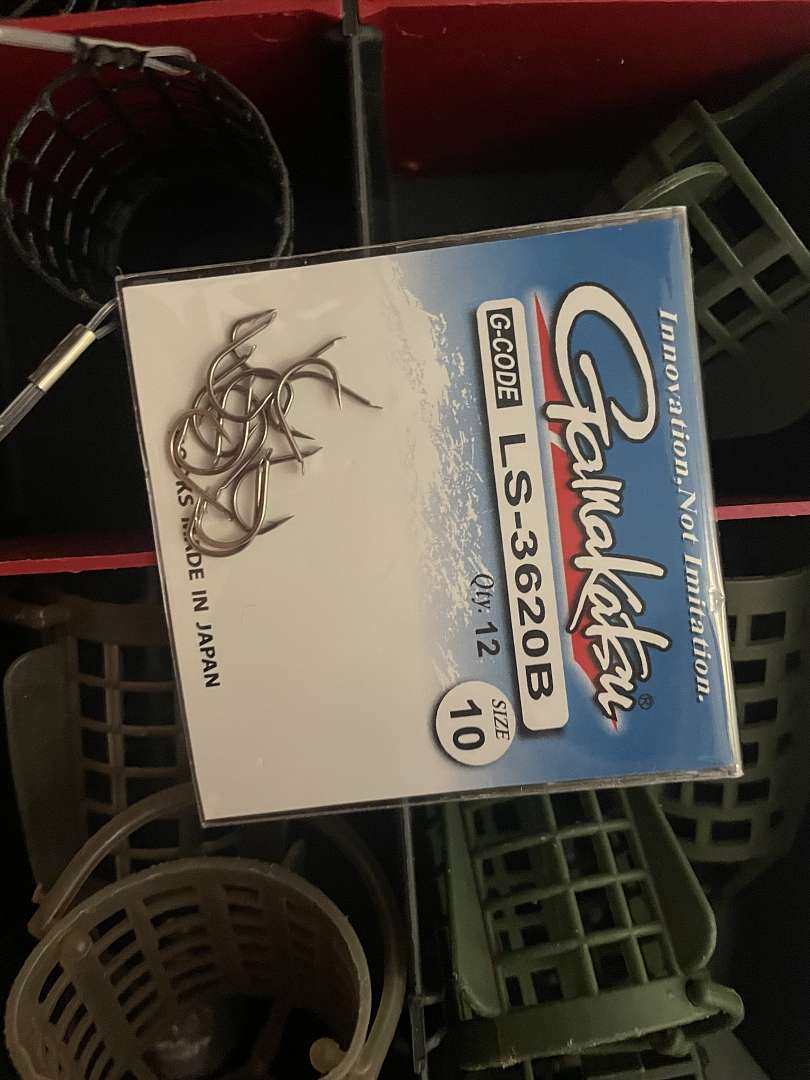 Innovation, Not Imitation.
Gamakatsu®
G-CODE LS-3620B
Qty. 12
SIZE
10
MADE IN JAPAN